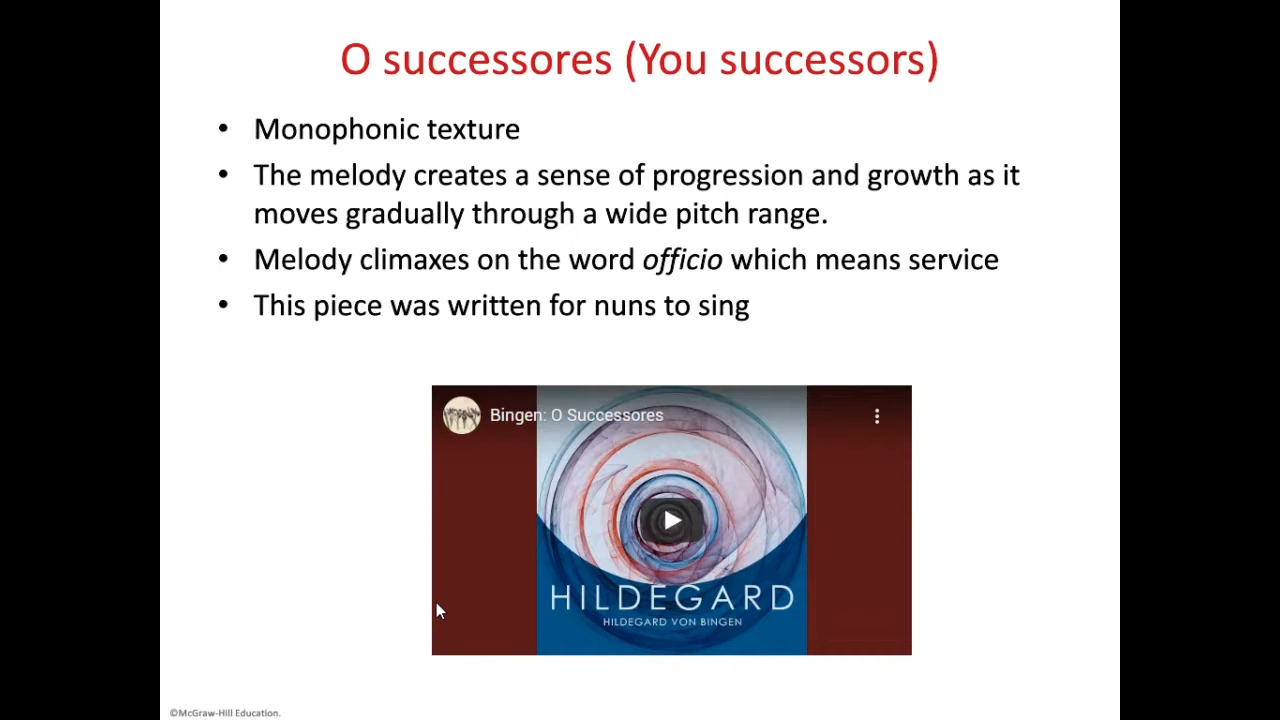 O successores (You successors)
• Monophonic texture
• The melody creates a sense of progression and growth as it
moves gradually through a wide pitch range.
• Melody climaxes on the word officio which means service
• This piece was written for nuns to sing
Bingen: O Successores
HILDEGARD
HILDEGARD VON BINGEN
©McGraw-Hill Education.